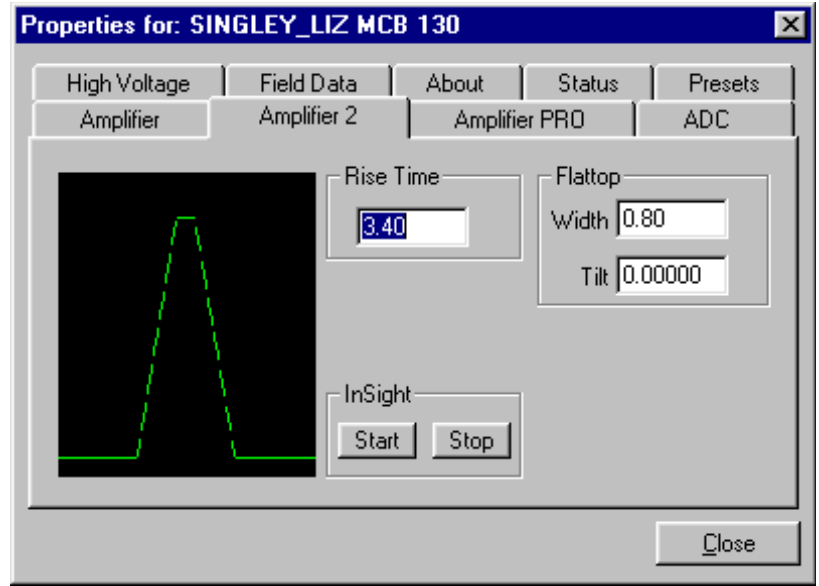 Properties for: SINGLEY_LIZ MCB 130
High Voltage Field Data About Status Presets
Amplifier Amplifier 2 Amplifier PRO ADC
Rise Time
3.40
Flattop
Width 0.80
Tilt 0.00000
InSight
Start Stop
Close